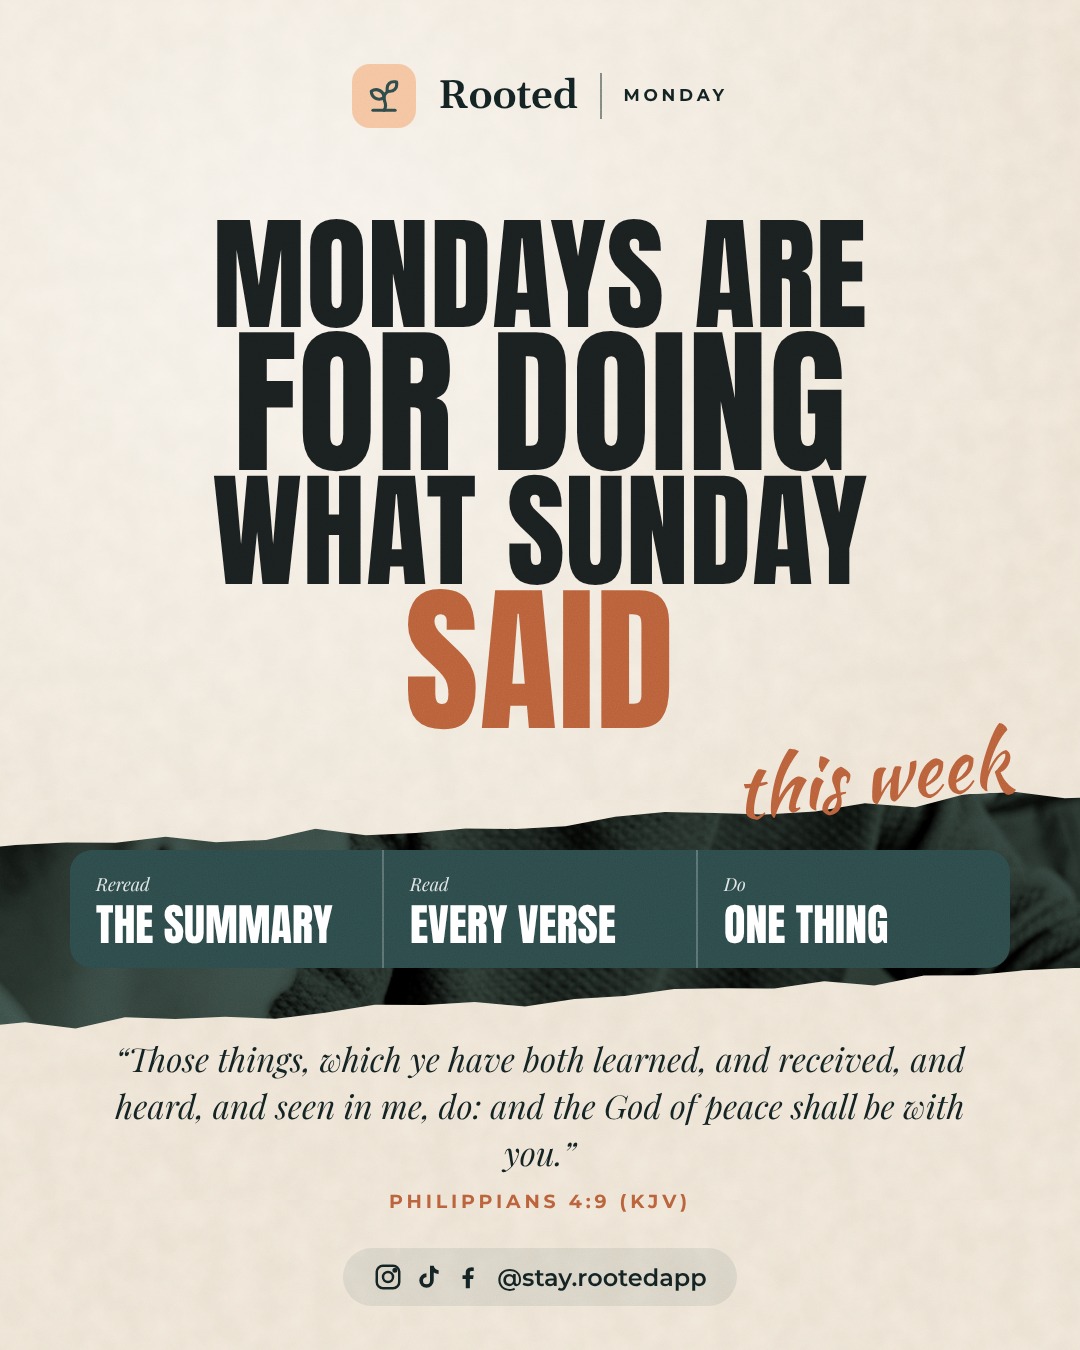 Rooted
MONDAY
MONDAYS ARE
FOR DOING
WHAT SUNDAY
SAID
this week
Reread
THE SUMMARY
Read
EVERY VERSE
Do
ONE THING
“Those things, which ye have both learned, and received, and
heard, and seen in me, do: and the God of peace shall be with
you.”
PHILIPPIANS 4:9 (KJV)
@stay.rootedapp